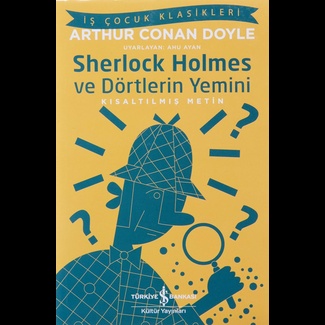 İŞ ÇOCUK KLASİKLERİ
ARTHUR CONAN DOYLE
UYARLAYAN: AHU AYAN
Sherlock Holmes
ve Dörtlerin Yemini
KISALTILMIŞ METİN
? ? ? ! ?
TÜRKİYE İŞ BANKASI
Kültür Yayınları